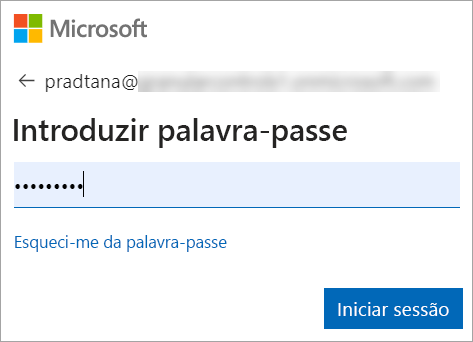 Microsoft
← pradtana@
Introduzir palavra-passe
•••••••••
Esqueci-me da palavra-passe
Iniciar sessão